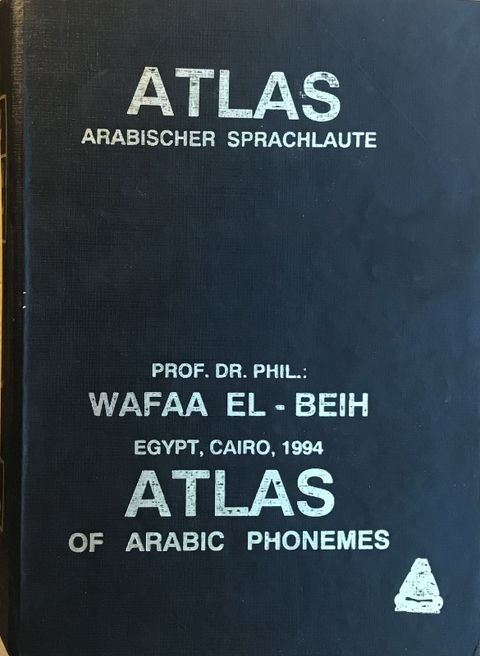 ATLAS
ARABISCHER SPRACHLAUTE
PROF. DR. PHIL.:
WAFAA EL - BEIH
EGYPT, CAIRO, 1994
ATLAS
OF ARABIC PHONEMES